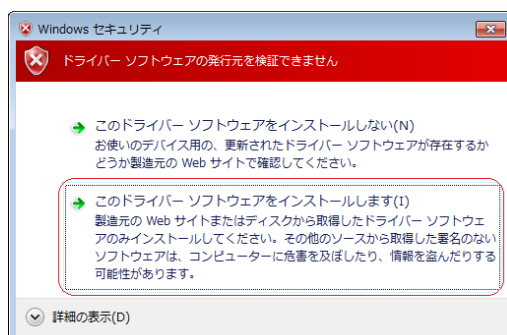 Windows セキュリティ
ドライバー ソフトウェアの発行元を検証できません
このドライバー ソフトウェアをインストールしない(N)
お使いのデバイス用の、更新されたドライバー ソフトウェアが存在するか
どうか製造元の Web サイトで確認してください。
このドライバー ソフトウェアをインストールします(I)
製造元の Web サイトまたはディスクから取得したドライバー ソフトウェ
アのみインストールしてください。その他のソースから取得した署名のない
ソフトウェアは、コンピューターに危害を及ぼしたり、情報を盗んだりする
可能性があります。
詳細の表示(D)